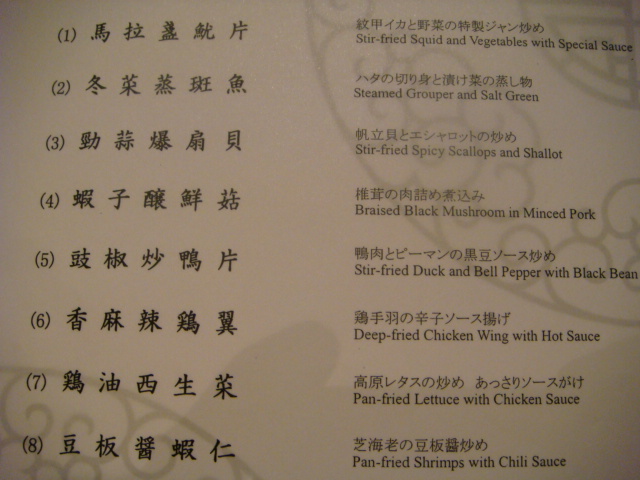 (1) 馬拉盞魷片
紋甲イカと野菜の特製ジャン炒め
Stir-fried Squid and Vegetables with Special Sauce
(2) 冬菜蒸斑魚
ハタの切り身と漬け菜の蒸し物
Steamed Grouper and Salt Green
(3) 勁蒜爆扇貝
帆立貝とエシャロットの炒め
Stir-fried Spicy Scallops and Shallot
(4) 蝦子醸鮮菇
椎茸の肉詰め煮込み
Braised Black Mushroom in Minced Pork
(5) 豉椒炒鴨片
鴨肉とピーマンの黒豆ソース炒め
Stir-fried Duck and Bell Pepper with Black Bean
(6) 香麻辣鶏翼
鶏手羽の辛子ソース揚げ
Deep-fried Chicken Wing with Hot Sauce
(7) 鶏油西生菜
高原レタスの炒め あっさりソースがけ
Pan-fried Lettuce with Chicken Sauce
(8) 豆板醤蝦仁
芝海老の豆板醤炒め
Pan-fried Shrimps with Chili Sauce